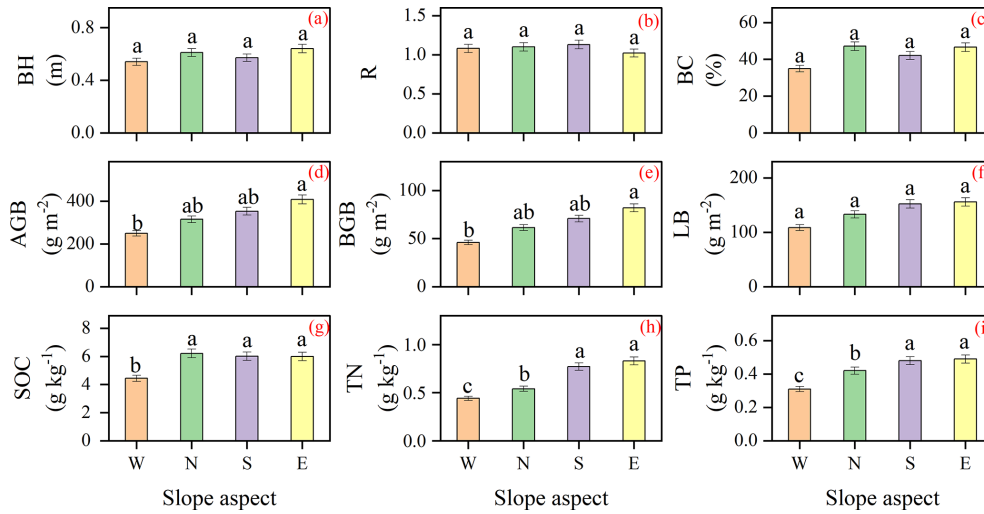 (a)
BH
(m)
0.8
0.4
0.0
a a a a
(b)
R
1.5
1.0
0.5
0.0
a a a a
(c)
BC
(%)
60
40
20
0
a a a a
(d)
AGB
(g m⁻²)
400
200
0
b ab ab a
(e)
BGB
(g m⁻²)
100
50
0
b ab ab a
(f)
LB
(g m⁻²)
200
100
0
a a a a
(g)
SOC
(g kg⁻¹)
8
6
4
2
0
b a a a
W N S E
Slope aspect
(h)
TN
(g kg⁻¹)
1.0
0.5
0.0
c b a a
W N S E
Slope aspect
(i)
TP
(g kg⁻¹)
0.6
0.4
0.2
0.0
c b a a
W N S E
Slope aspect